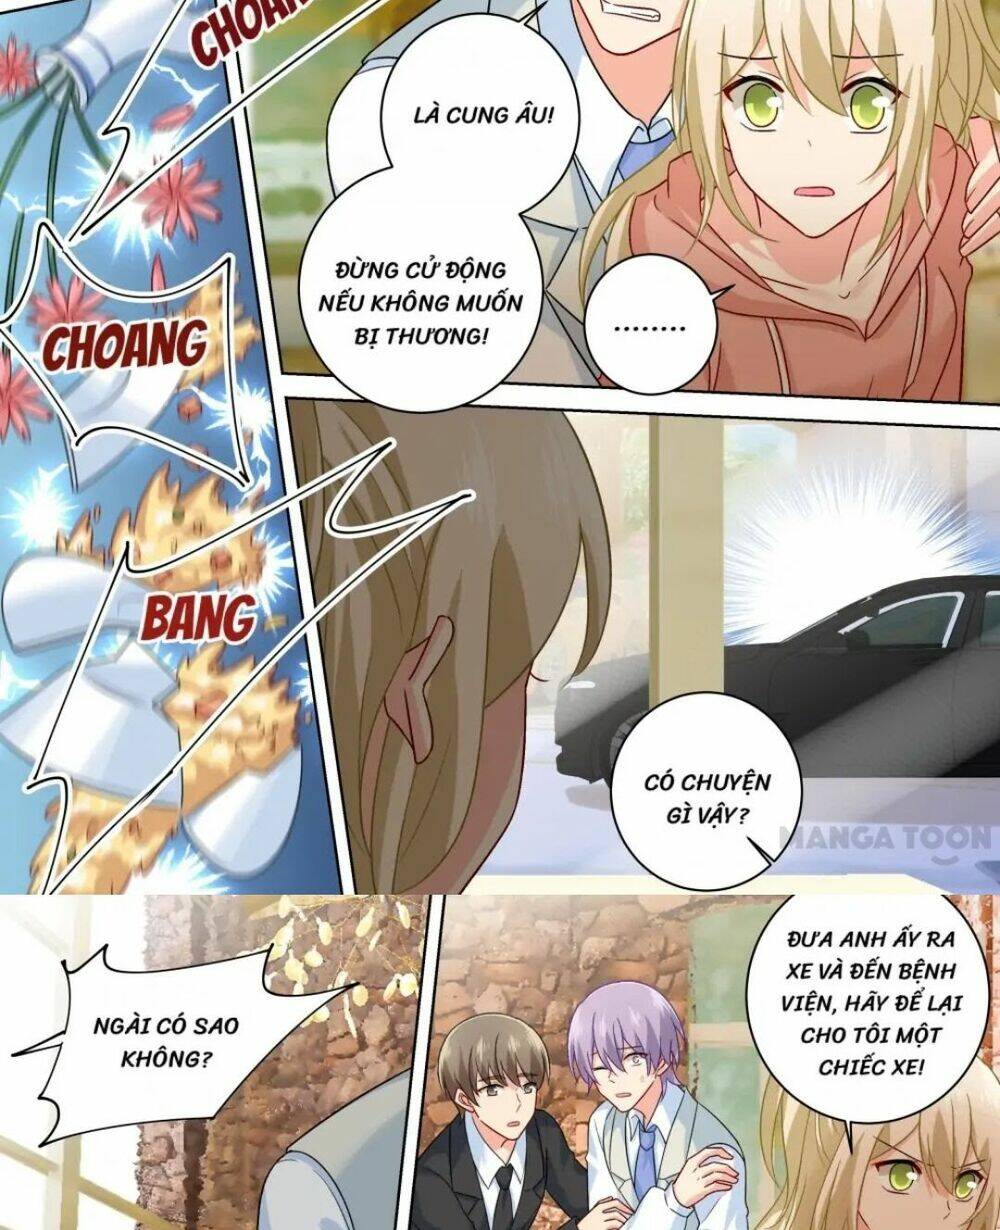 CHOANG
LÀ CUNG ÂU!
ĐỪNG CỬ ĐỘNG
NẾU KHÔNG MUỐN
BỊ THƯƠNG!
........
CHOANG
BANG
CÓ CHUYỆN
GÌ VẬY?
MANGA TOON
ĐƯA ANH ẤY RA
XE VÀ ĐẾN BỆNH
VIỆN, HÃY ĐỂ LẠI
CHO TÔI MỘT
CHIẾC XE!
NGÀI CÓ SAO
KHÔNG?